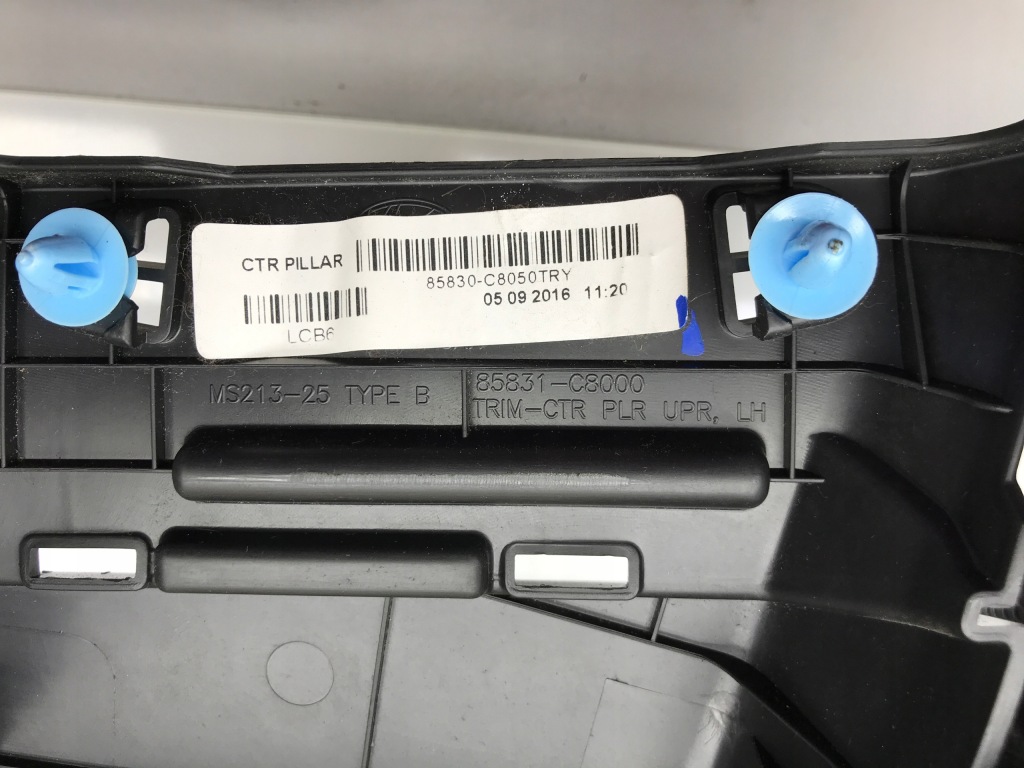 CTR PILLAR
85830-C8050TRY
05 09 2016 11:20
LCB6
MS213-25 TYPE B
85831-C8000
TRIM-CTR PLR UPR, LH